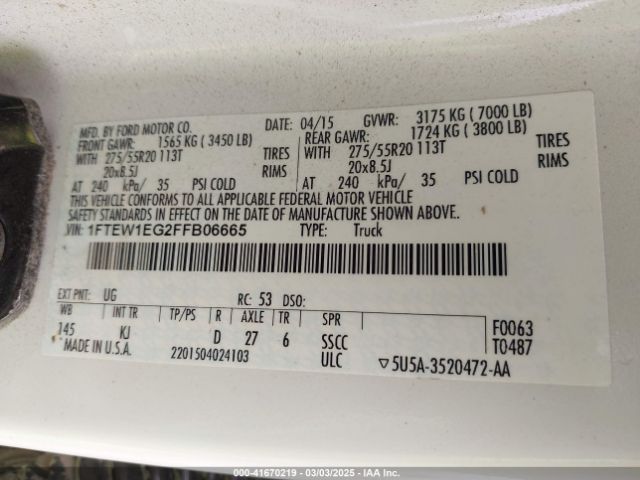 MFD. BY FORD MOTOR CO. DATE: 04/15 GVWR: 3175 KG ( 7000 LB)
FRONT GAWR: 1565 KG ( 3450 LB) REAR GAWR: 1724 KG ( 3800 LB)
WITH 275/55R20 113T TIRES WITH 275/55R20 113T TIRES
20x8.5J RIMS 20x8.5J RIMS
AT 240 kPa/ 35 PSI COLD AT 240 kPa/ 35 PSI COLD
THIS VEHICLE CONFORMS TO ALL APPLICABLE FEDERAL MOTOR VEHICLE
SAFETY STANDARDS IN EFFECT ON THE DATE OF MANUFACTURE SHOWN ABOVE..
VIN: 1FTEW1EG2FFB06665 TYPE: Truck
EXT PNT: UG RC: 53 DSO:
WB TP/PS R AXLE TR SPR F0063
145 KJ D 27 6 SSCC T0487
MADE IN U.S.A. 2201504024103 ULC ▽5U5A-3520472-AA
000-41670219 - 03/03/2025 - IAA Inc.